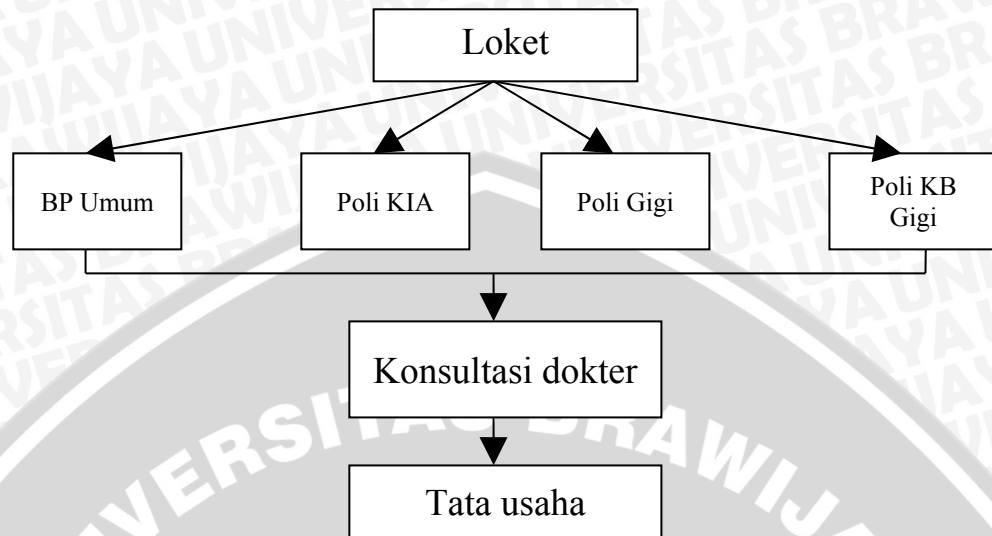 Loket
BP Umum
Poli KIA
Poli Gigi
Poli KB
Gigi
Konsultasi dokter
Tata usaha